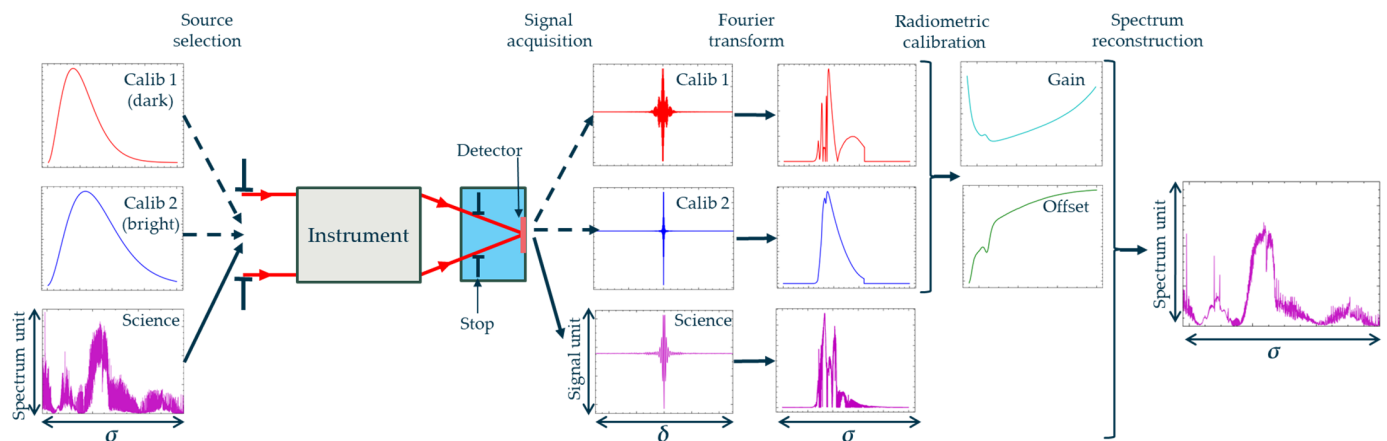 Source
selection
Signal
acquisition
Fourier
transform
Radiometric
calibration
Spectrum
reconstruction
Calib 1
(dark)
Calib 1
Gain
Detector
Calib 2
(bright)
Instrument
Calib 2
Offset
Spectrum unit
Stop
Spectrum unit
Science
Signal unit
Science
σ
σ
δ
σ